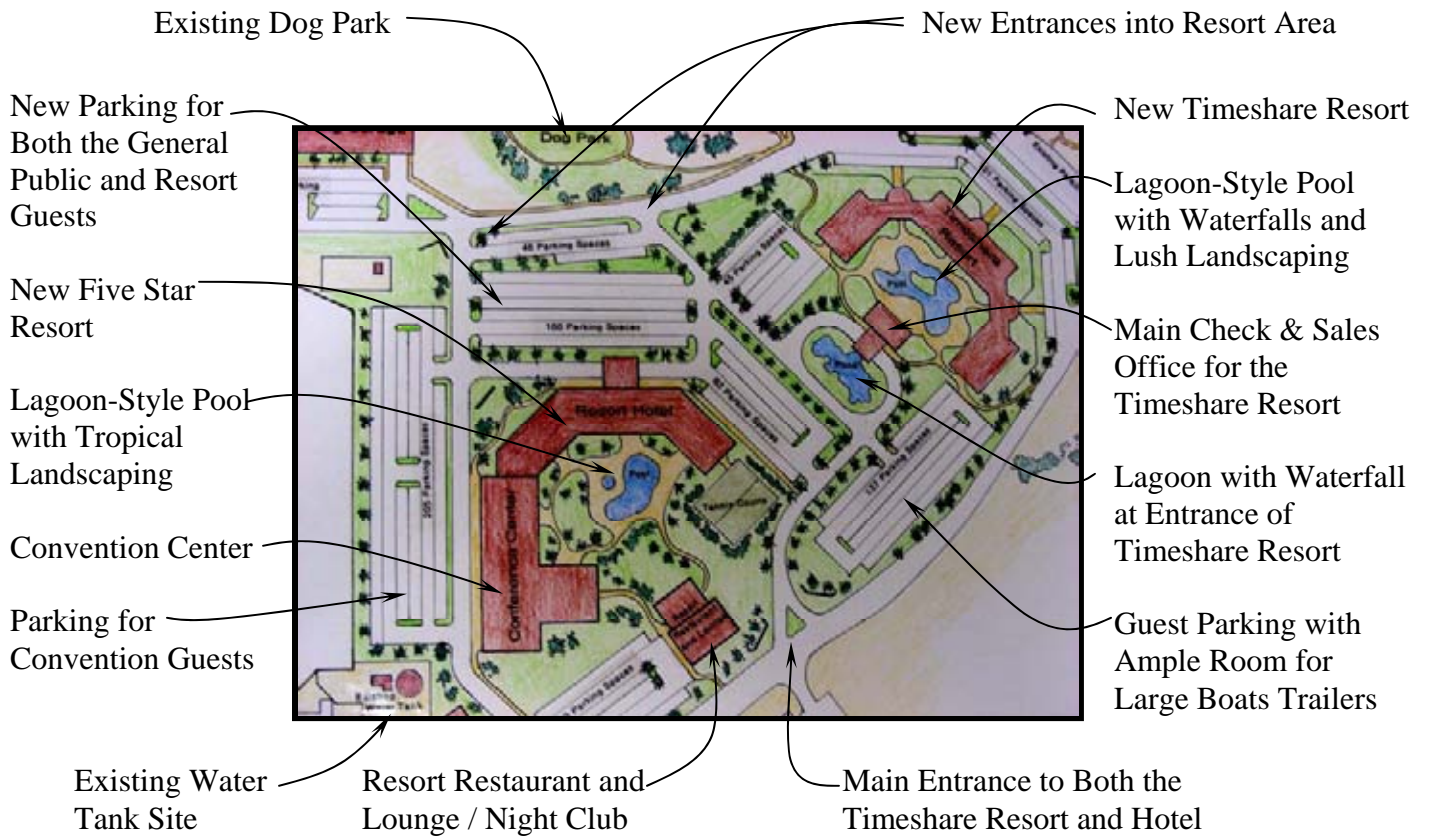 Existing Dog Park
New Entrances into Resort Area
New Parking for
Both the General
Public and Resort
Guests
New Five Star
Resort
Lagoon-Style Pool
with Tropical
Landscaping
Convention Center
Parking for
Convention Guests
New Timeshare Resort
Lagoon-Style Pool
with Waterfalls and
Lush Landscaping
Main Check & Sales
Office for the
Timeshare Resort
Lagoon with Waterfall
at Entrance of
Timeshare Resort
Guest Parking with
Ample Room for
Large Boats Trailers
Existing Water
Tank Site
Resort Restaurant and
Lounge / Night Club
Main Entrance to Both the
Timeshare Resort and Hotel
Dog Park
Parking Spaces
Parking Spaces
Parking Spaces
Resort Hotel
Pool
Pool
Parking Spaces
Tennis Courts
Conference Center
Parking Spaces
Parking Spaces
Tank